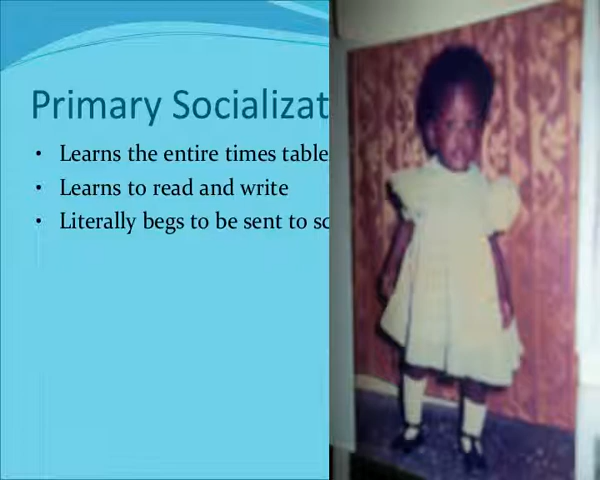 Primary Socializat
Learns the entire times table
Learns to read and write
Literally begs to be sent to sc